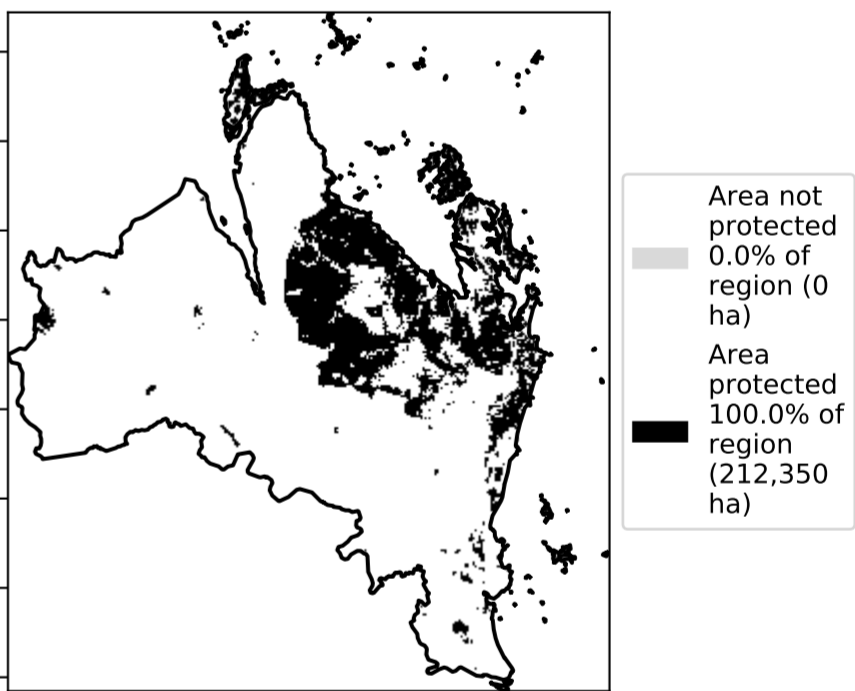 Area not
protected
0.0% of
region (0
ha)
Area
protected
100.0% of
region
(212,350
ha)